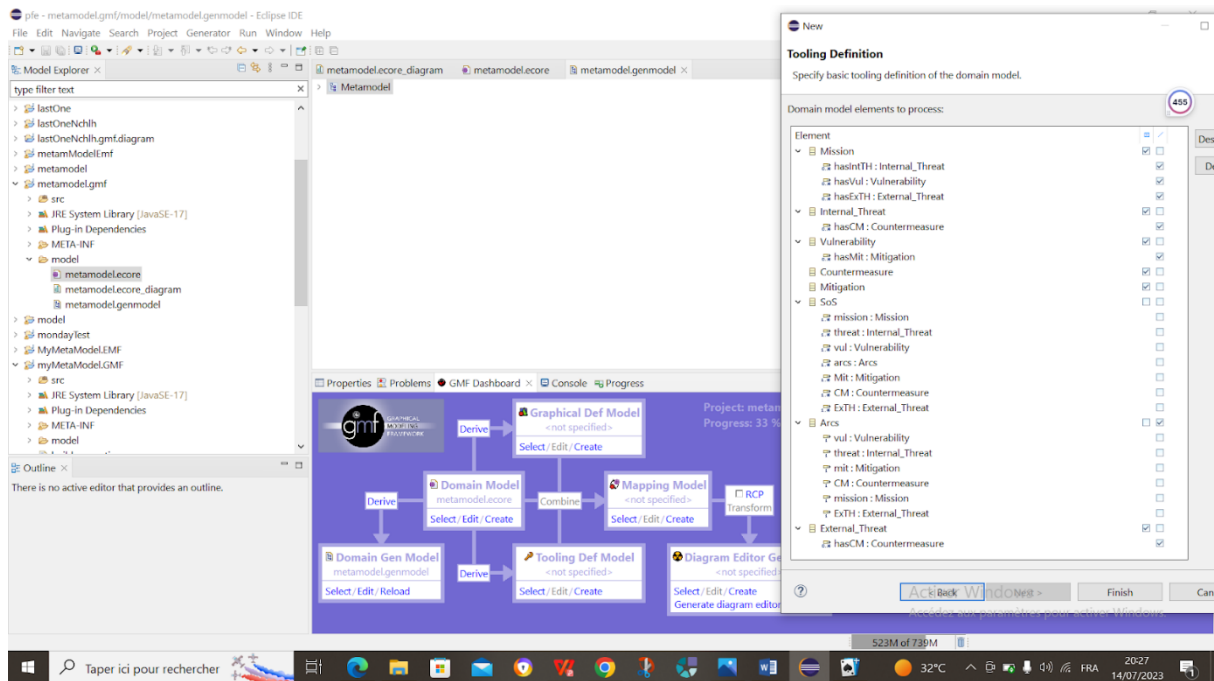 pfe - metamodel.gmf/model/metamodel.genmodel - Eclipse IDE
File Edit Navigate Search Project Generator Run Window Help
Model Explorer
type filter text
lastOne
lastOneNchlh
lastOneNchlh.gmf.diagram
metamModelEmf
metamodel
metamodel.gmf
src
JRE System Library [JavaSE-17]
Plug-in Dependencies
META-INF
model
metamodel.ecore
metamodel.ecore_diagram
metamodel.genmodel
model
mondayTest
MyMetaModel.EMF
myMetaModel.GMF
src
JRE System Library [JavaSE-17]
Plug-in Dependencies
META-INF
model
Outline
There is no active editor that provides an outline.
metamodel.ecore_diagram metamodel.ecore metamodel.genmodel
Metamodel
Properties Problems GMF Dashboard Console Progress
gmf GRAPHICAL MODELING FRAMEWORK
Project: metam
Progress: 33 %
Derive
Graphical Def Model
<not specified>
Select/Edit/Create
Derive
Domain Model
metamodel.ecore
Select/Edit/Create
Combine
Mapping Model
<not specified>
Select/Edit/Create
RCP
Transform
Domain Gen Model
metamodel.genmodel
Select/Edit/Reload
Derive
Tooling Def Model
<not specified>
Select/Edit/Create
Diagram Editor Ge
<not specified
Select/Edit/Create
Generate diagram editor
New
Tooling Definition
Specify basic tooling definition of the domain model.
455
Domain model elements to process:
Element
Des
De
Mission
hasIntTH : Internal_Threat
hasVul : Vulnerability
hasExTH : External_Threat
Internal_Threat
hasCM : Countermeasure
Vulnerability
hasMit : Mitigation
Countermeasure
Mitigation
SoS
mission : Mission
threat : Internal_Threat
vul : Vulnerability
arcs : Arcs
Mit : Mitigation
CM : Countermeasure
ExTH : External_Threat
Arcs
vul : Vulnerability
threat : Internal_Threat
mit : Mitigation
CM : Countermeasure
mission : Mission
ExTH : External_Threat
External_Threat
hasCM : Countermeasure
< Back Next > Finish Can
Activer Windows
Accédez aux paramètres pour activer Windows.
523M of 739M
Taper ici pour rechercher
32°C
FRA
20:27
14/07/2023